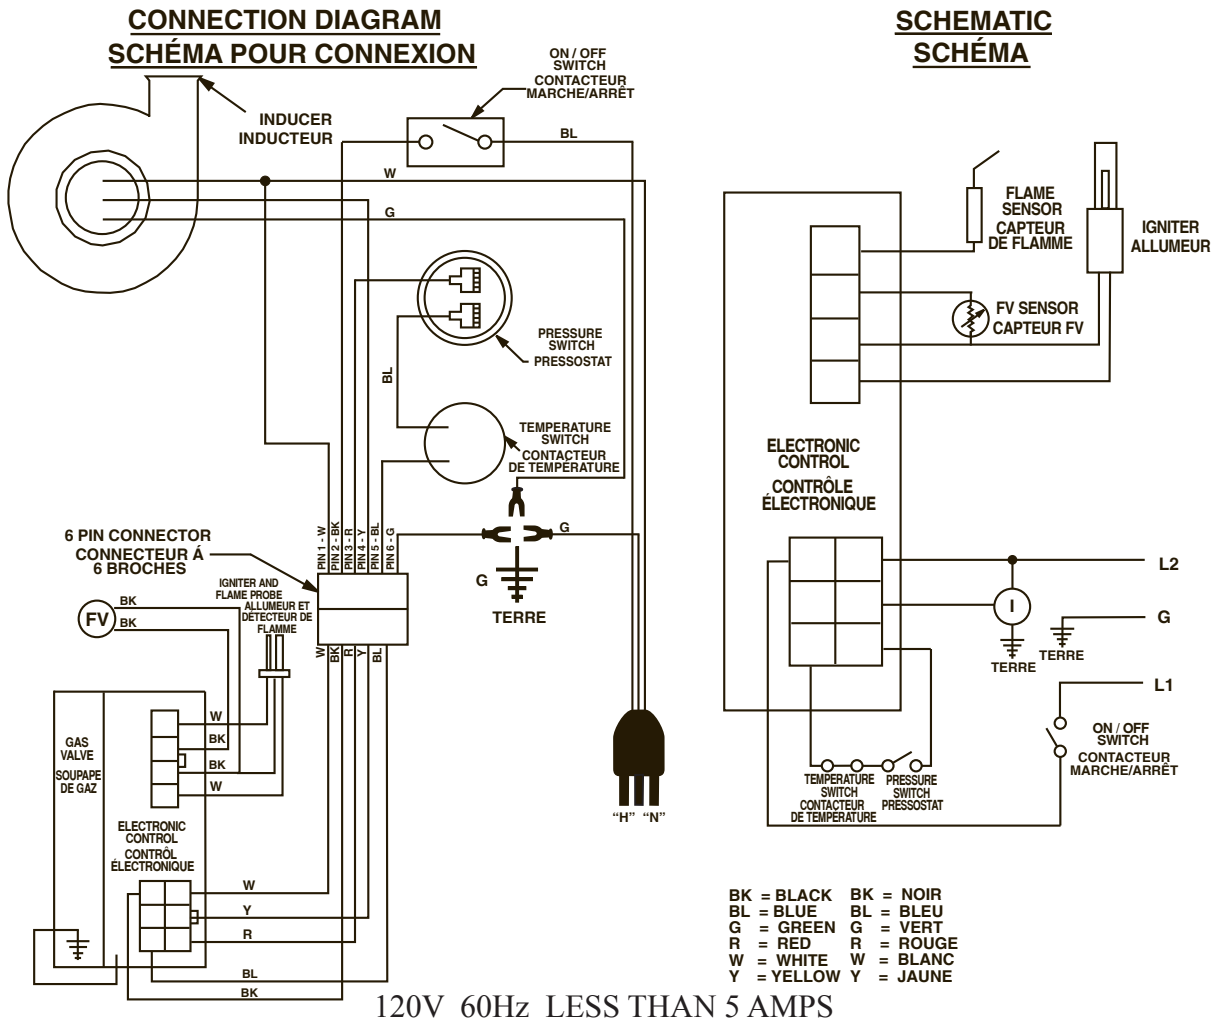 CONNECTION DIAGRAM
SCHÉMA POUR CONNEXION
ON / OFF
SWITCH
CONTACTEUR
MARCHE/ARRÊT
INDUCER
INDUCTEUR
BL
W
G
PRESSURE
SWITCH
PRESSOSTAT
BL
TEMPERATURE
SWITCH
CONTACTEUR
DE TEMPÉRATURE
6 PIN CONNECTOR
CONNECTEUR Á
6 BROCHES
PIN 1 - W
PIN 2 - BK
PIN 3 - R
PIN 4 - Y
PIN 5 - BL
PIN 6 - G
G
G
TERRE
IGNITER AND
FLAME PROBE
ALLUMEUR ET
DÉTECTEUR DE
FLAMME
FV
BK
BK
W
BK
R
Y
BL
GAS
VALVE
SOUPAPE
DE GAZ
W
BK
BK
W
ELECTRONIC
CONTROL
CONTRÔL
ÉLECTRONIQUE
W
Y
R
BL
BK
"H" "N"
SCHEMATIC
SCHÉMA
FLAME
SENSOR
CAPTEUR
DE FLAMME
IGNITER
ALLUMEUR
FV SENSOR
CAPTEUR FV
ELECTRONIC
CONTROL
CONTRÔLE
ÉLECTRONIQUE
L2
I
TERRE
G
TERRE
L1
ON / OFF
SWITCH
CONTACTEUR
MARCHE/ARRÊT
TEMPERATURE
SWITCH
CONTACTEUR
DE TEMPÉRATURE
PRESSURE
SWITCH
PRESSOSTAT
BK = BLACK BK = NOIR
BL = BLUE BL = BLEU
G = GREEN G = VERT
R = RED R = ROUGE
W = WHITE W = BLANC
Y = YELLOW Y = JAUNE
120V 60Hz LESS THAN 5 AMPS